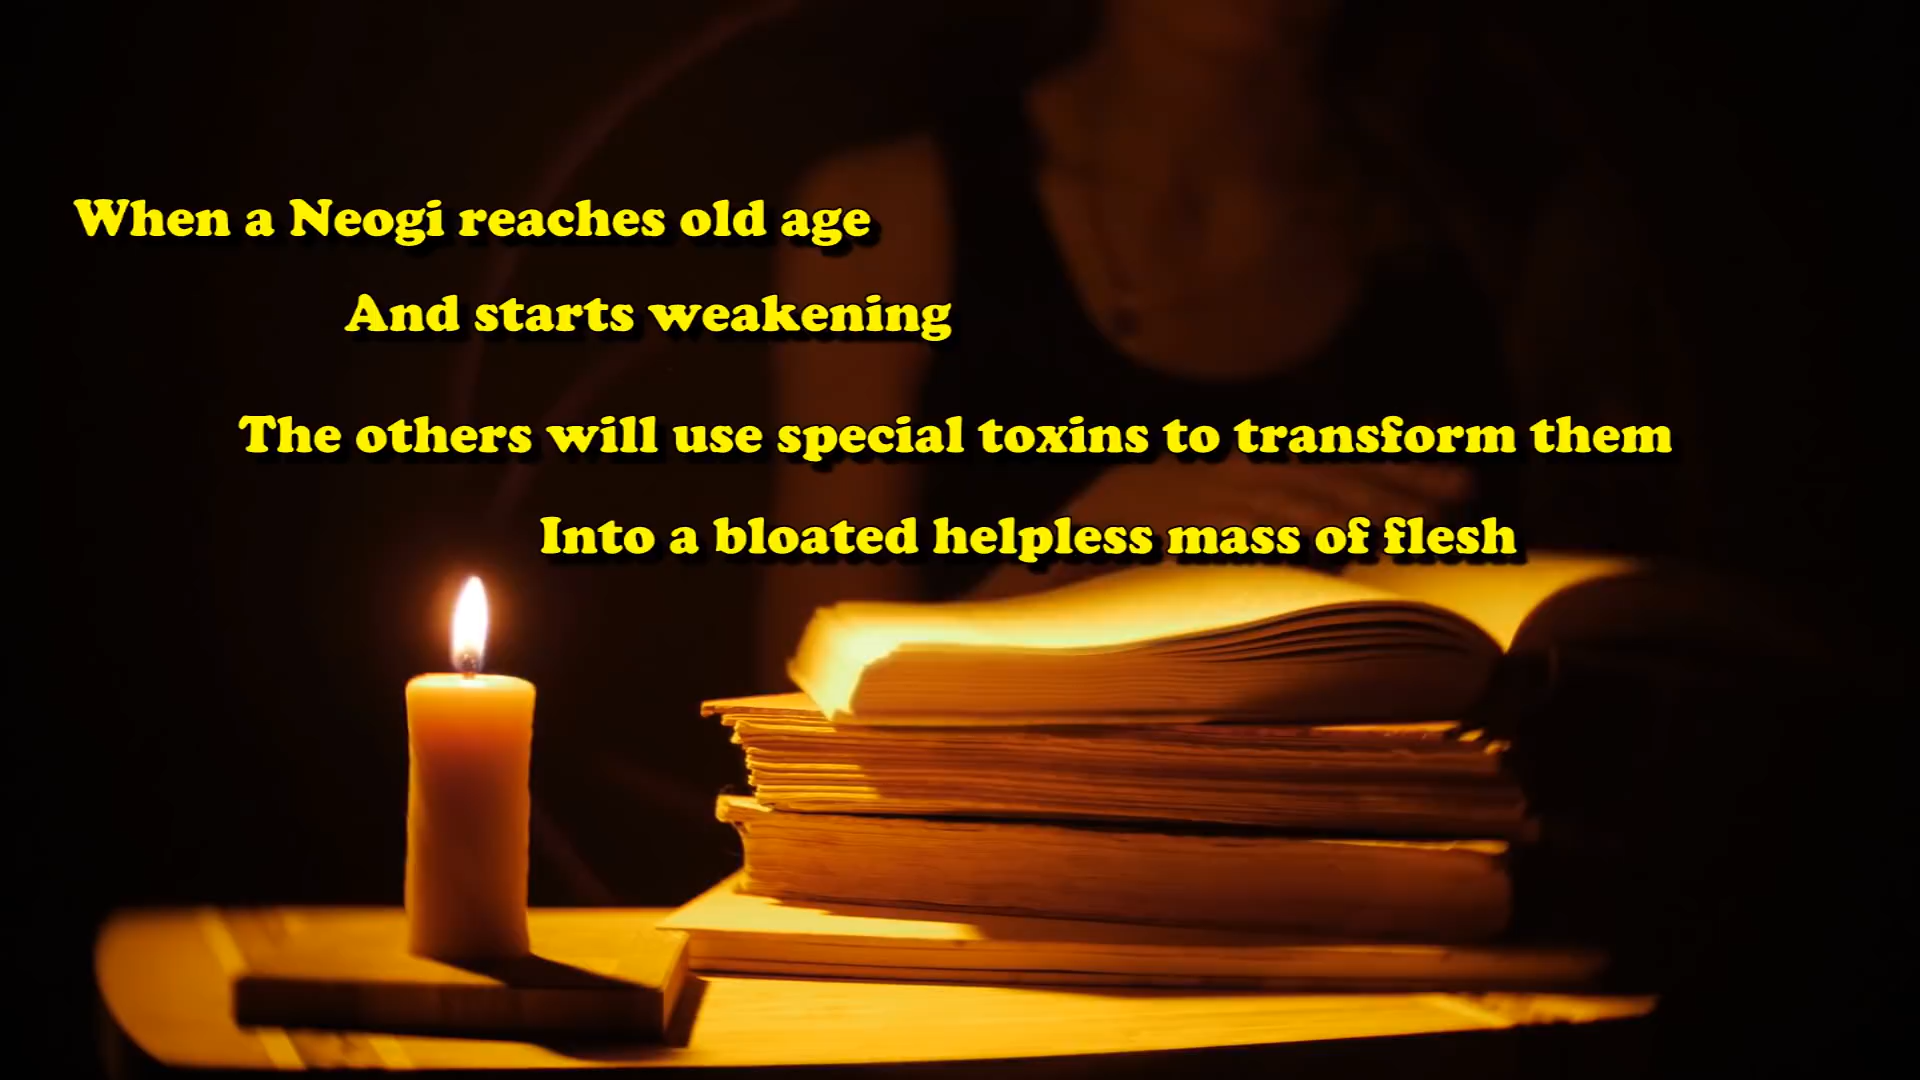 When a Neogi reaches old age
And starts weakening
The others will use special toxins to transform them
Into a bloated helpless mass of flesh